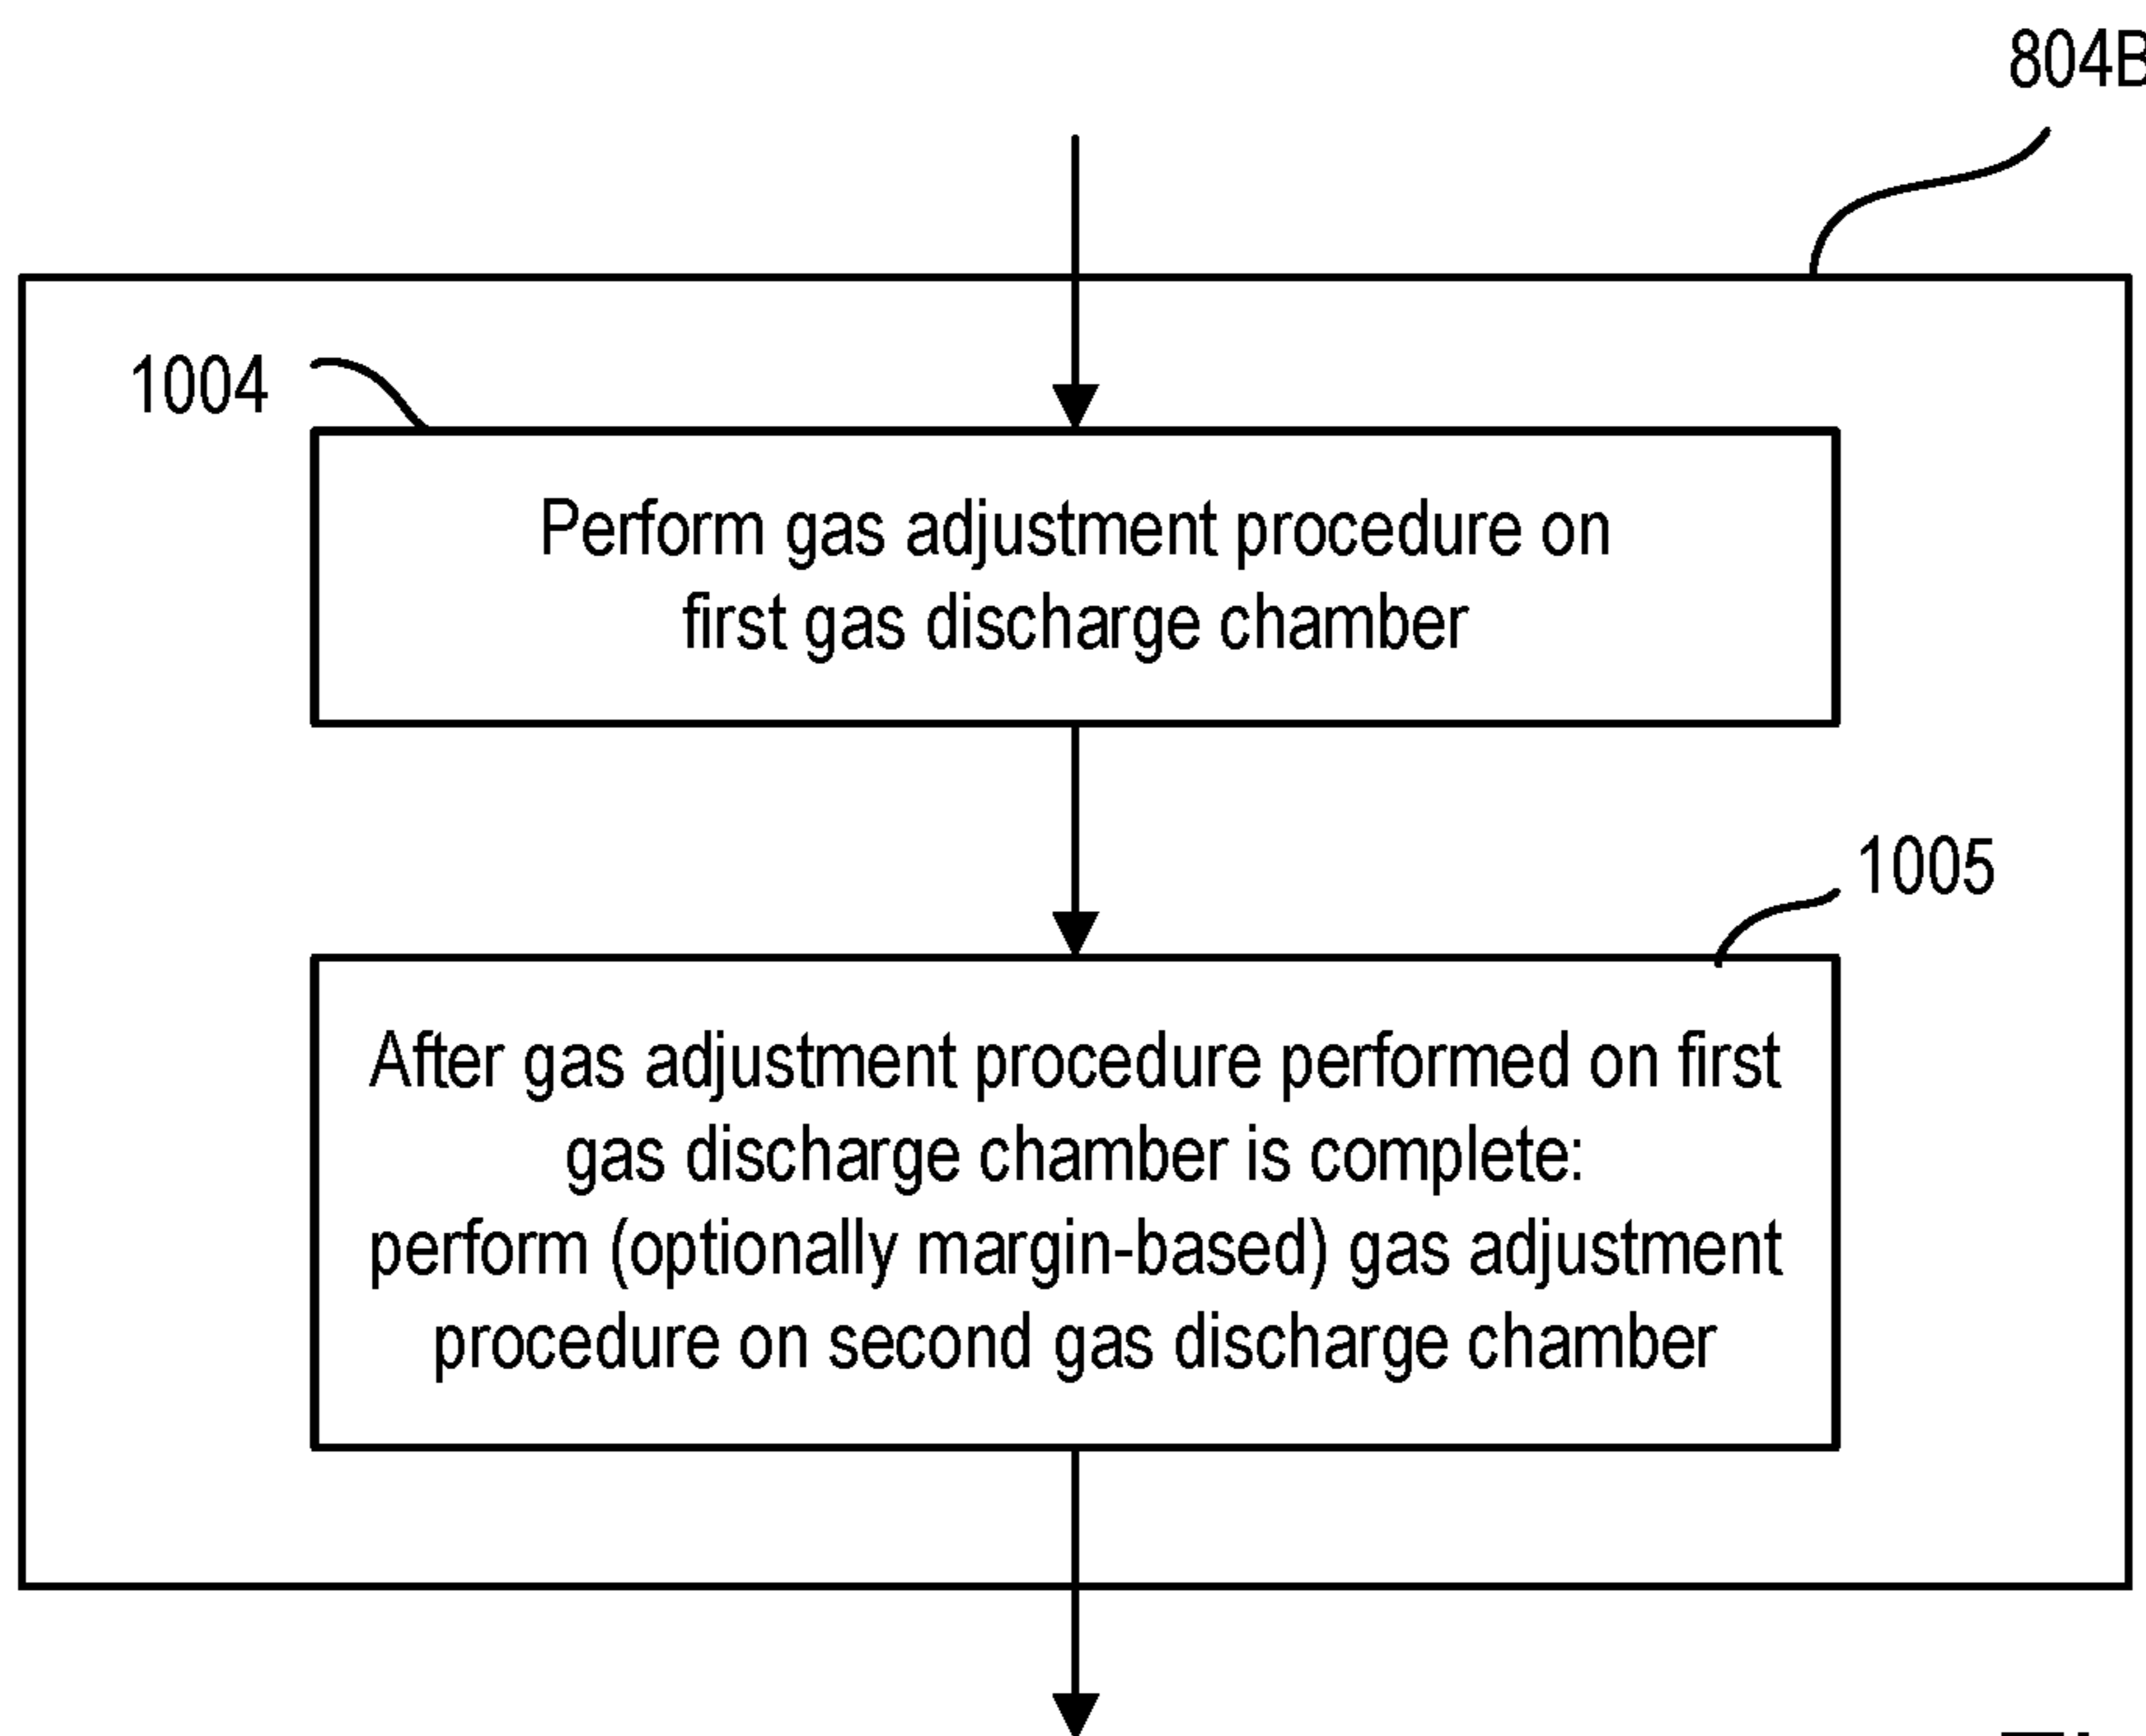 804B
1004
Perform gas adjustment procedure on
first gas discharge chamber
1005
After gas adjustment procedure performed on first
gas discharge chamber is complete:
perform (optionally margin-based) gas adjustment
procedure on second gas discharge chamber